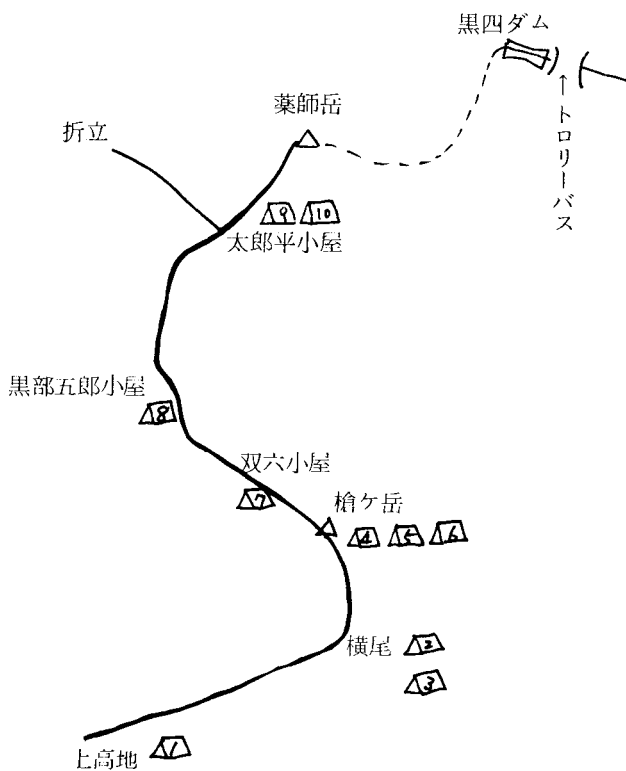 黒四ダム
←トロリーバス
薬師岳
折立
9 10
太郎平小屋
黒部五郎小屋
8
双六小屋
7
槍ケ岳
4 5 6
横尾 2
3
上高地 1